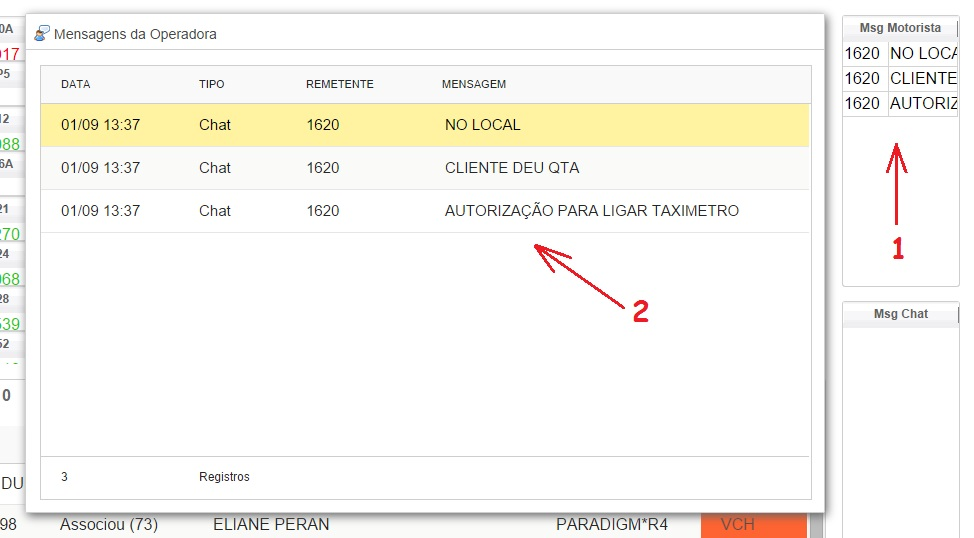 0A
Mensagens da Operadora
Msg Motorista
017
1620 NO LOCA
P5
DATA TIPO REMETENTE MENSAGEM
1620 CLIENTE
1620 AUTORIZ
12
01/09 13:37 Chat 1620 NO LOCAL
088
6A
01/09 13:37 Chat 1620 CLIENTE DEU QTA
21
01/09 13:37 Chat 1620 AUTORIZAÇÃO PARA LIGAR TAXIMETRO
270
1
24
068
28
2
Msg Chat
539
52
0
3 Registros
DU
98 Associou (73) ELIANE PERAN PARADIGM*R4 VCH